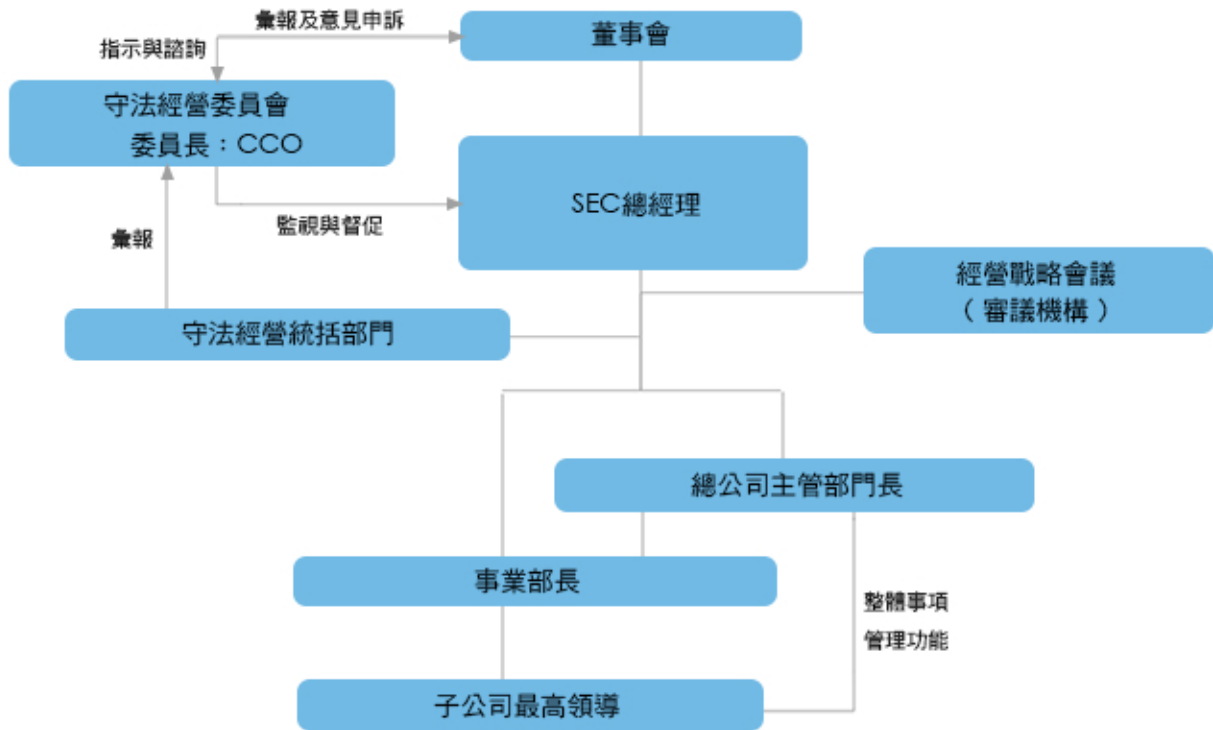 彙報及意見申訴
董事會
指示與諮詢
守法經營委員會
委員長：CCO
SEC總經理
監視與督促
彙報
經營戰略會議
（審議機構）
守法經營統括部門
總公司主管部門長
事業部長
整體事項
管理功能
子公司最高領導